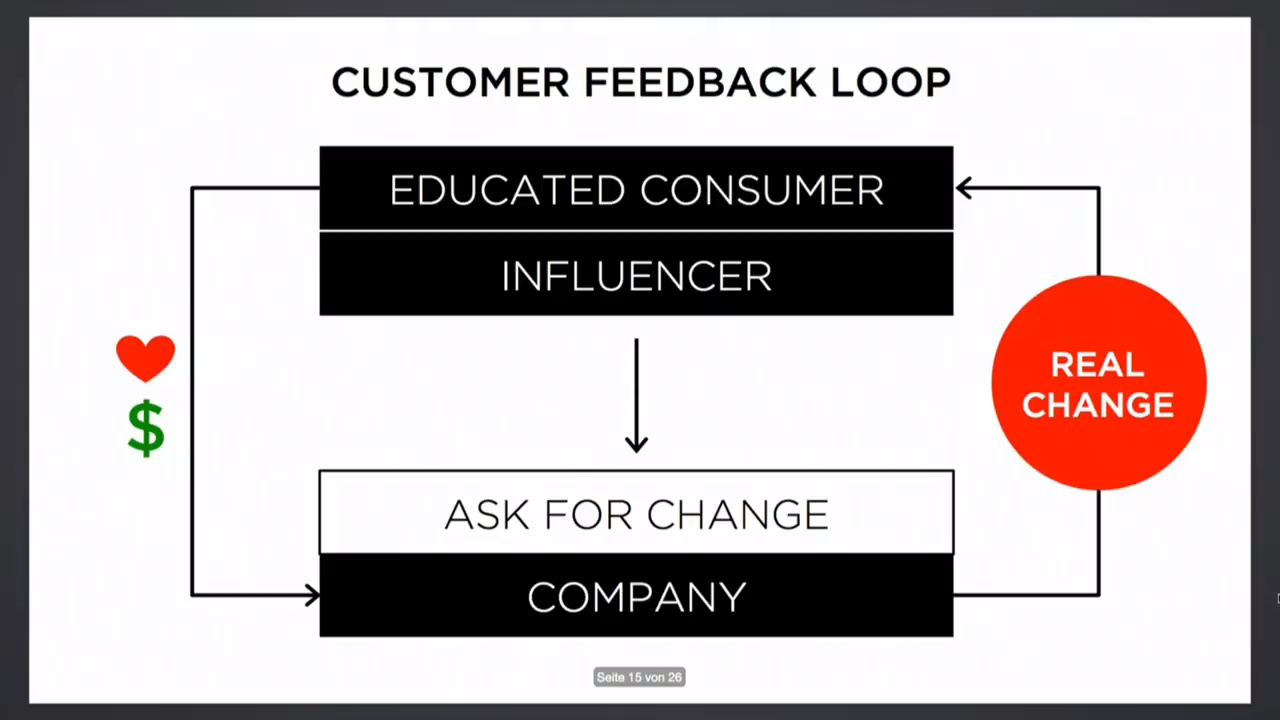 CUSTOMER FEEDBACK LOOP
EDUCATED CONSUMER
INFLUENCER
$
REAL
CHANGE
ASK FOR CHANGE
COMPANY
Seite 15 von 26